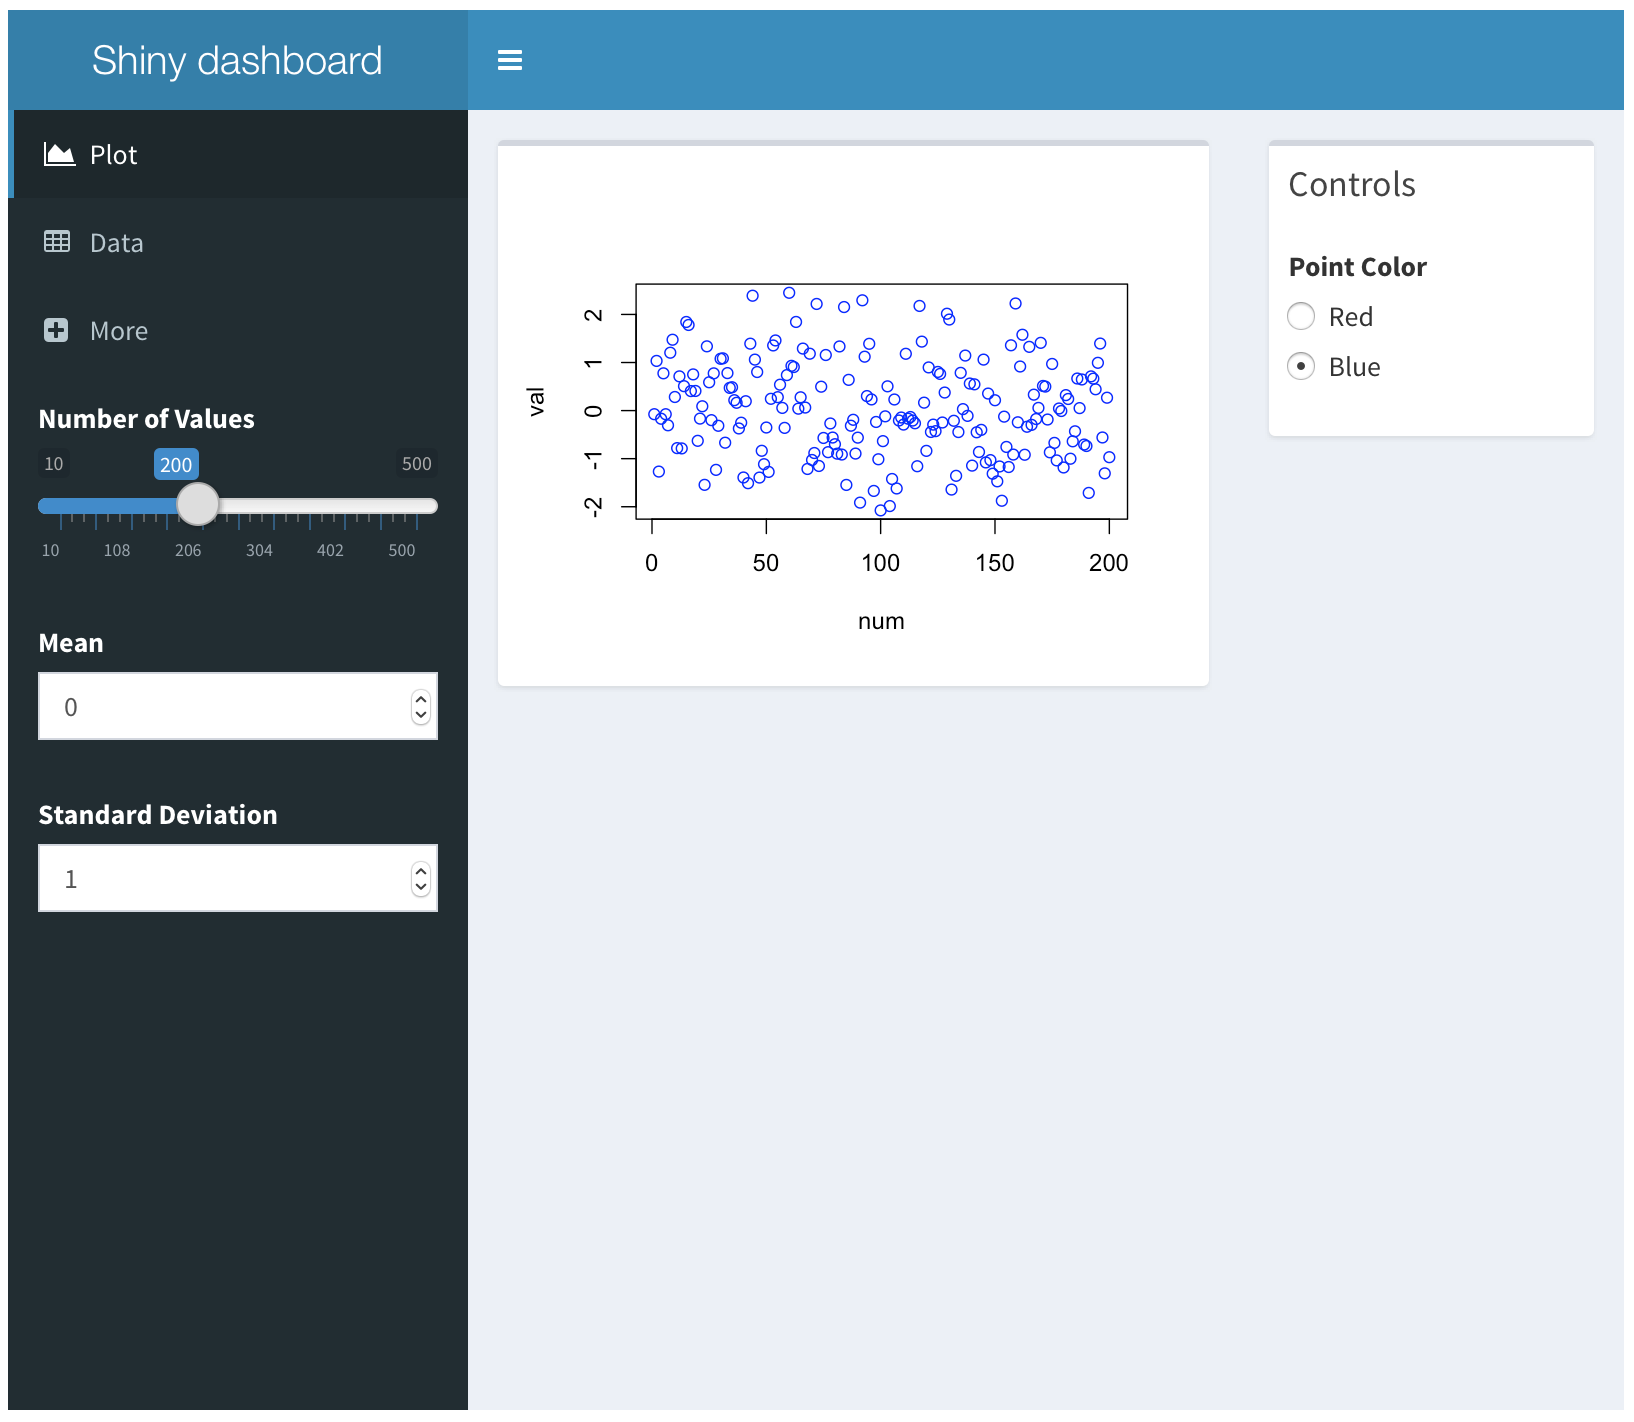 Shiny dashboard
Plot
Data
More
Number of Values
10 200 500
10 108 206 304 402 500
Mean
0
Standard Deviation
1
val
2
1
0
-1
-2
0 50 100 150 200
num
Controls
Point Color
Red
Blue